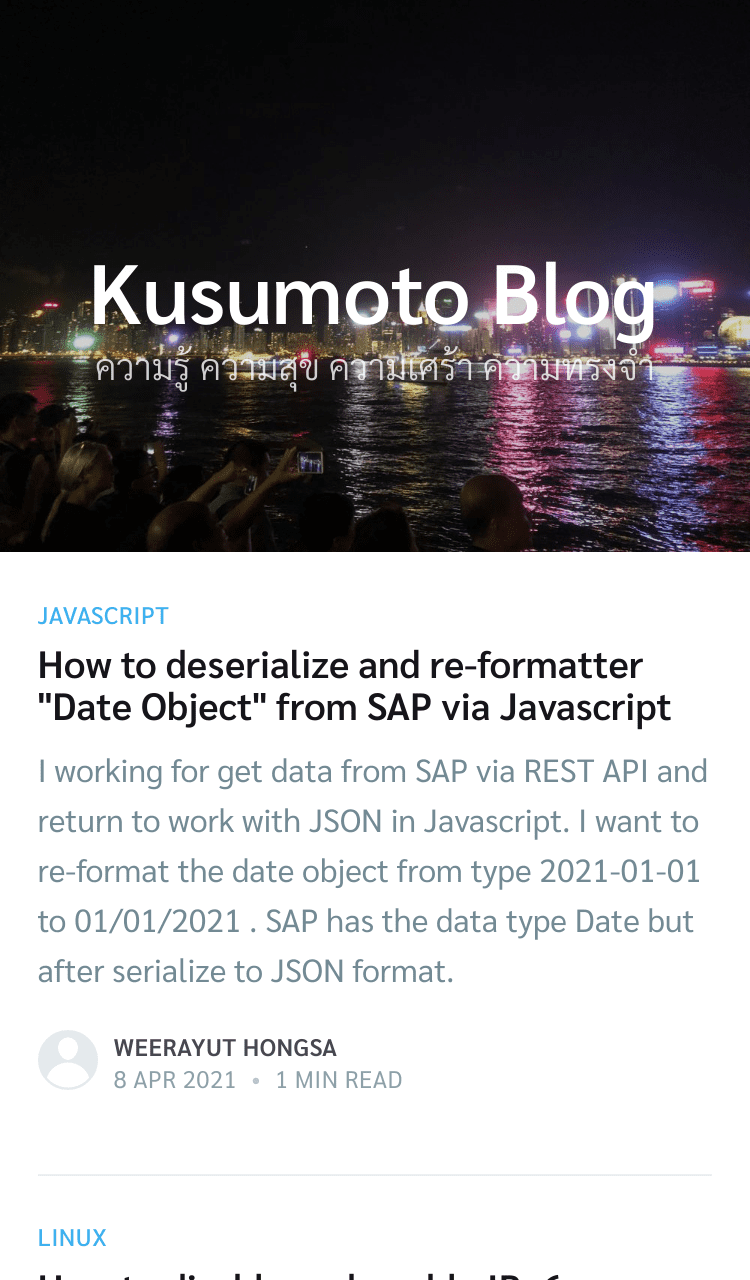 Kusumoto Blog
ความรู้ ความสุข ความเศร้า ความทรงจำ
JAVASCRIPT
How to deserialize and re-formatter
"Date Object" from SAP via Javascript
I working for get data from SAP via REST API and
return to work with JSON in Javascript. I want to
re-format the date object from type 2021-01-01
to 01/01/2021 . SAP has the data type Date but
after serialize to JSON format.
WEERAYUT HONGSA
8 APR 2021 • 1 MIN READ
LINUX